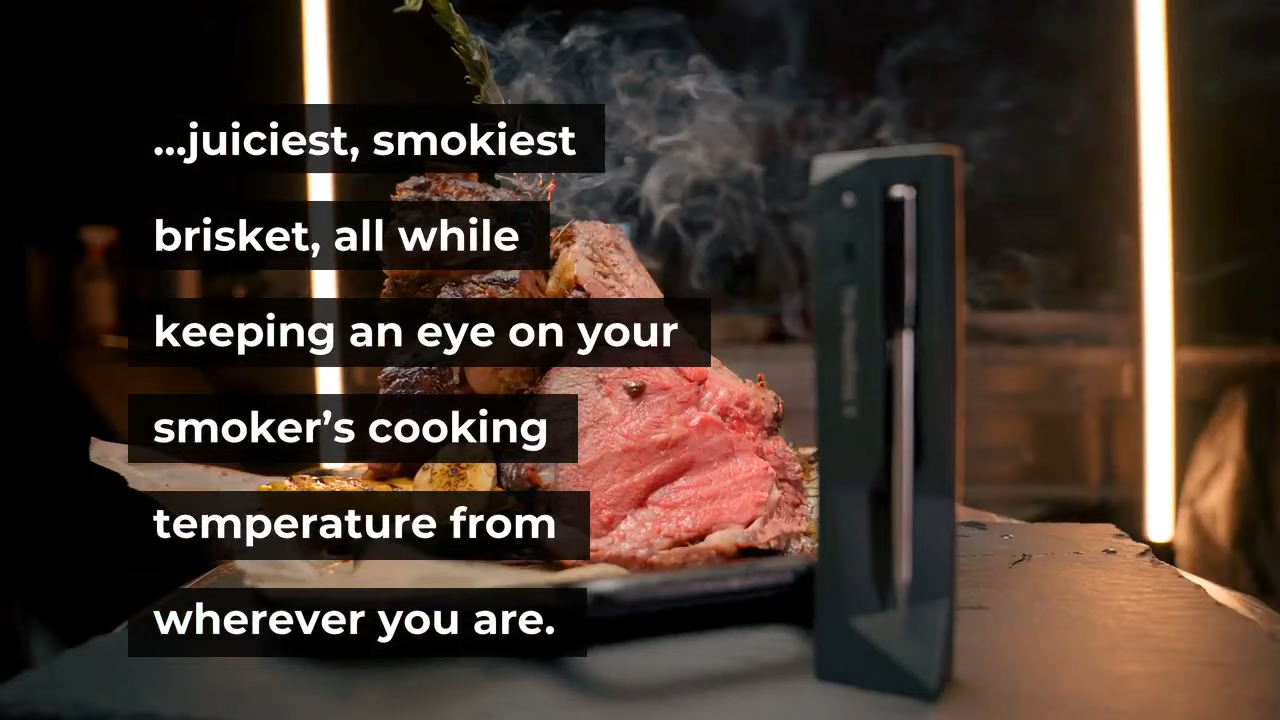 ...juiciest, smokiest
brisket, all while
keeping an eye on your
smoker’s cooking
temperature from
wherever you are.